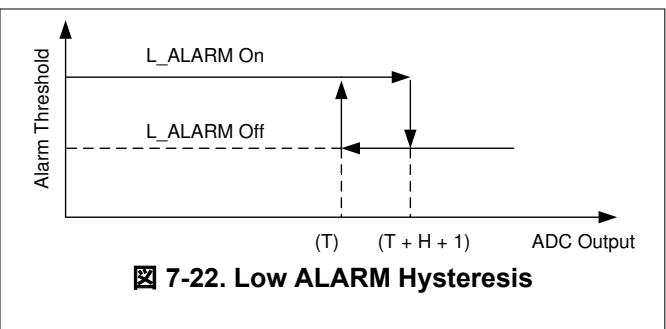 Alarm Threshold
L_ALARM On
L_ALARM Off
(T)
(T + H + 1)
ADC Output
図 7-22. Low ALARM Hysteresis